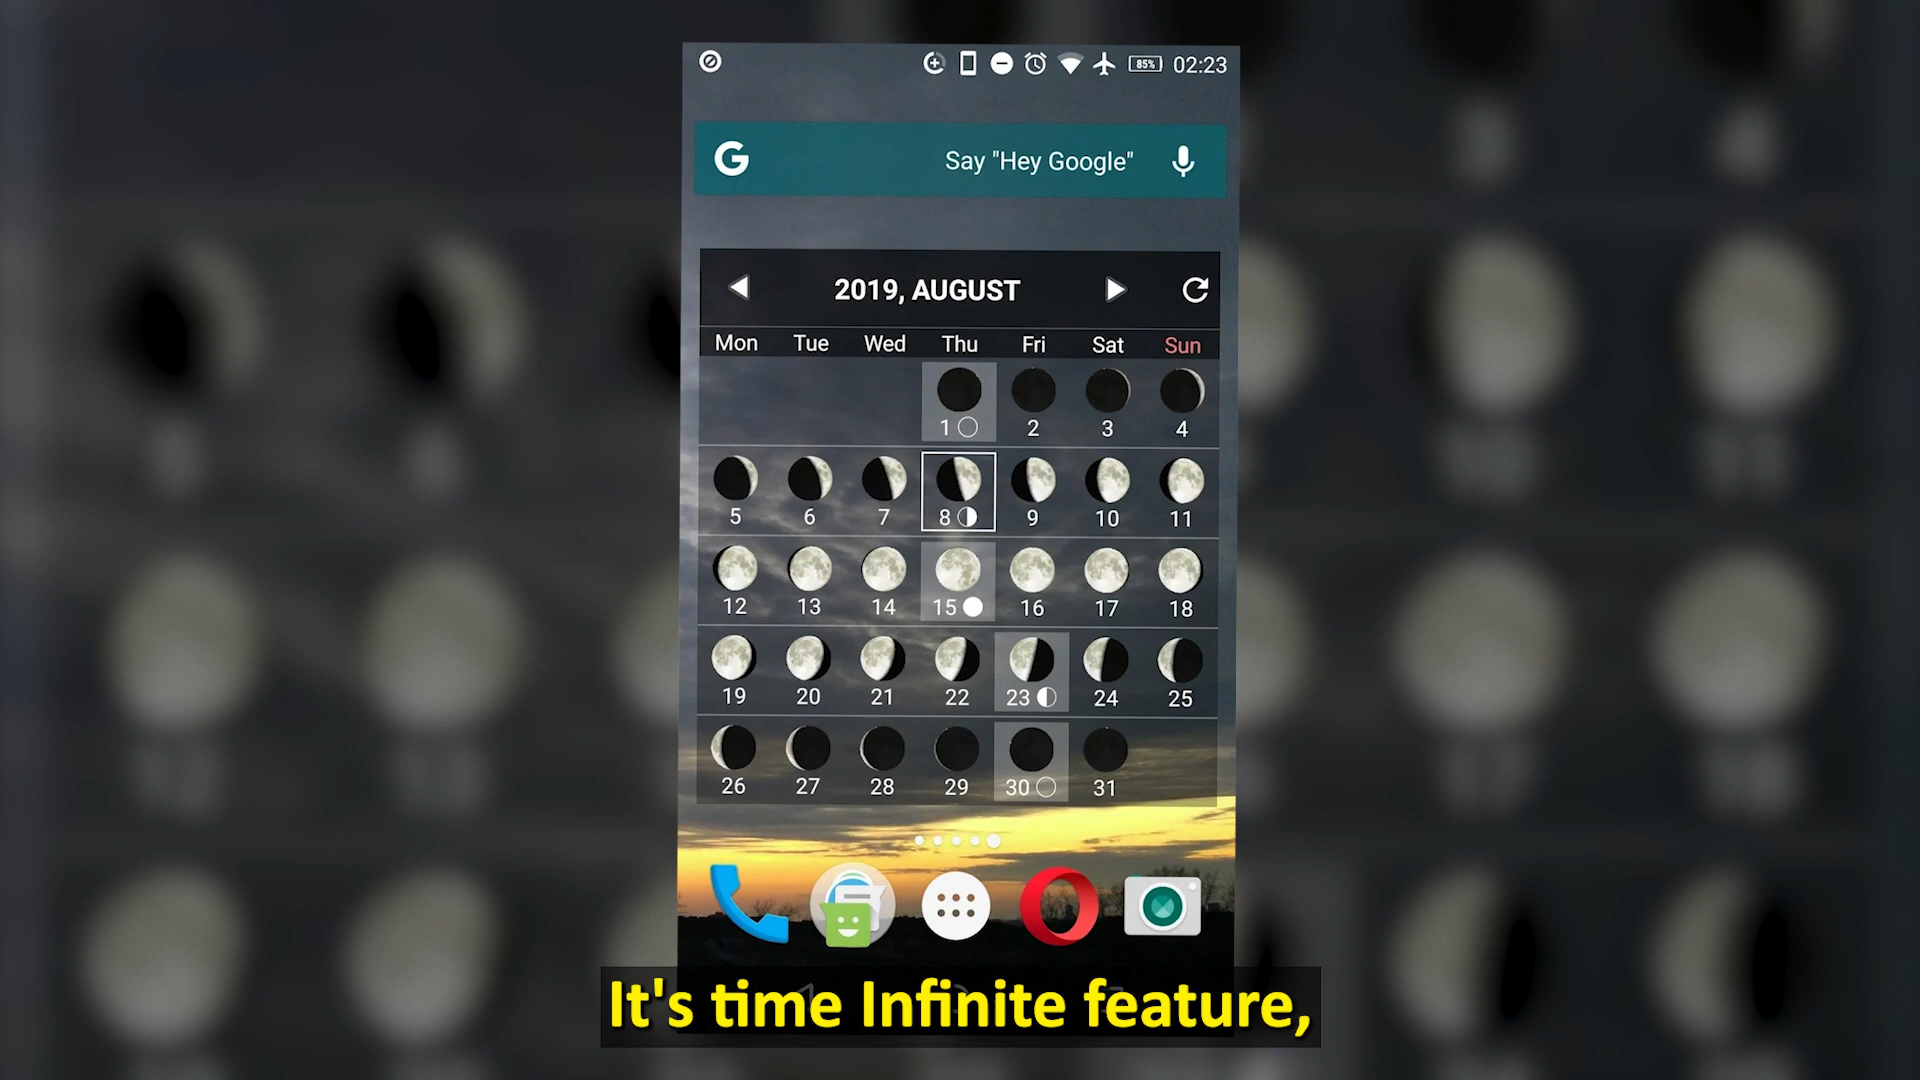 85% 02:23
G Say "Hey Google"
2019, AUGUST
Mon Tue Wed Thu Fri Sat Sun
1 2 3 4
5 6 7 8 9 10 11
12 13 14 15 16 17 18
19 20 21 22 23 24 25
26 27 28 29 30 31
It's time Infinite feature,